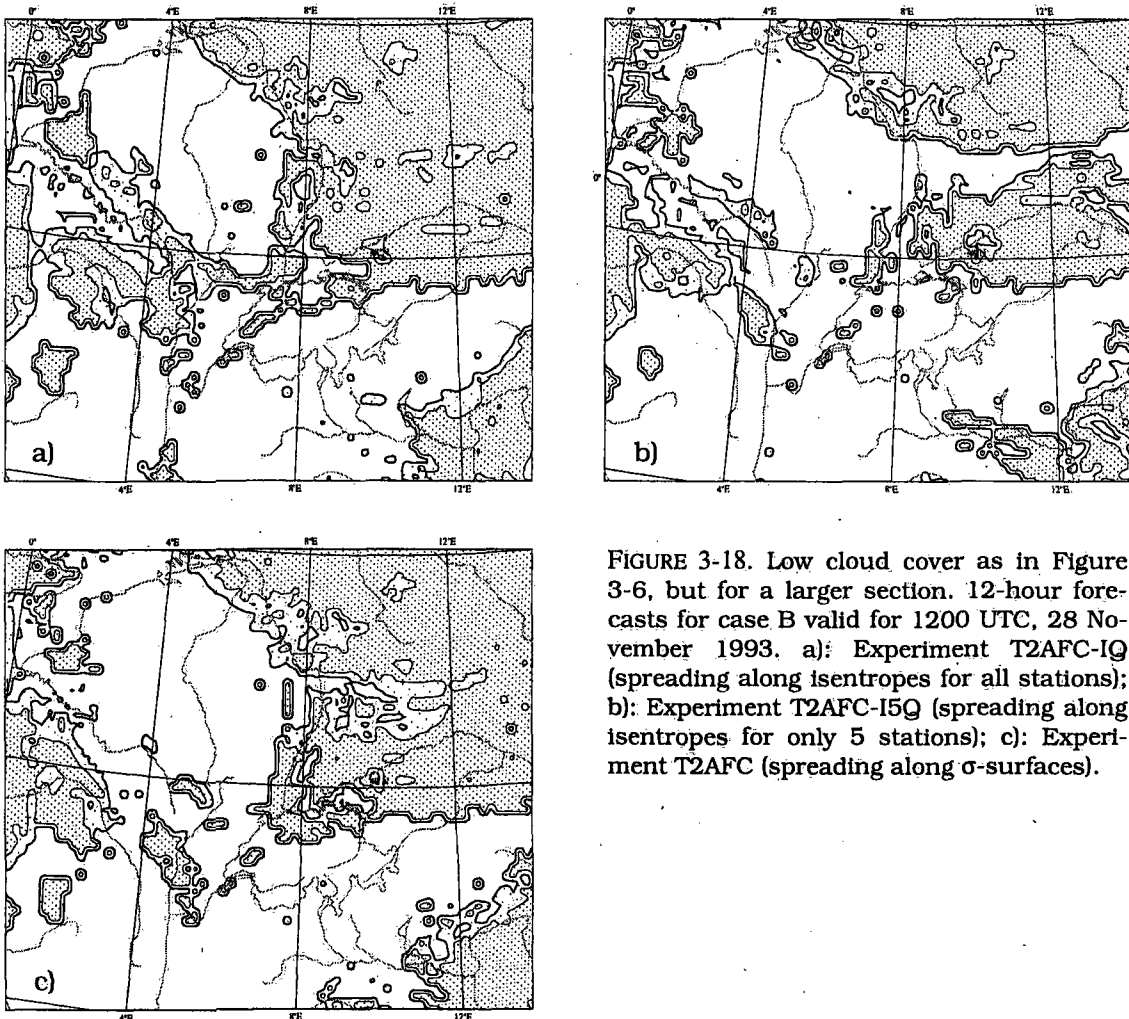 0° 4°E 8°E 12°E
a)
4°E 8°E 12°E
0° 4°E 8°E 12°E
0°
b)
4°E 8°E 12°E
0° 4°E 8°E 12°E
c)
4°E 8°E 12°E
FIGURE 3-18. Low cloud cover as in Figure
3-6, but for a larger section. 12-hour fore-
casts for case B valid for 1200 UTC, 28 No-
vember 1993. a): Experiment T2AFC-IQ
(spreading along isentropes for all stations);
b): Experiment T2AFC-I5Q (spreading along
isentropes for only 5 stations); c): Experi-
ment T2AFC (spreading along σ-surfaces).